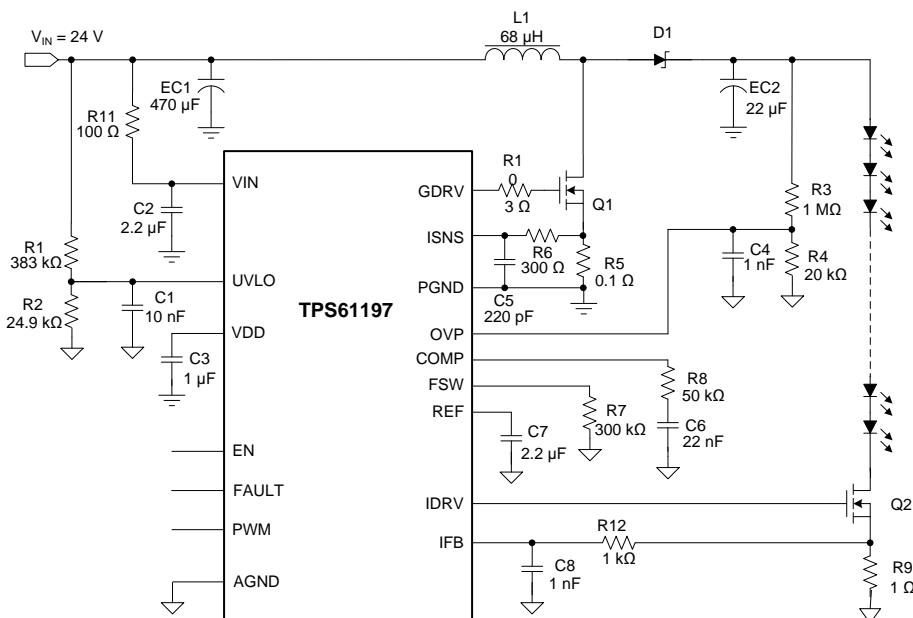 L1
68 µH
D1
VIN = 24 V
EC1
470 µF
R11
100 Ω
EC2
22 µF
VIN
C2
2.2 µF
GDRV
R1
0
3 Ω
Q1
R3
1 MΩ
R1
383 kΩ
ISNS
R6
300 Ω
R5
0.1 Ω
C4
1 nF
R4
20 kΩ
UVLO
R2
24.9 kΩ
C1
10 nF
TPS61197
PGND
C5
220 pF
VDD
C3
1 µF
OVP
COMP
FSW
REF
R8
50 kΩ
C6
22 nF
R7
300 kΩ
C7
2.2 µF
EN
FAULT
PWM
AGND
IDRV
Q2
IFB
R12
1 kΩ
C8
1 nF
R9
1 Ω